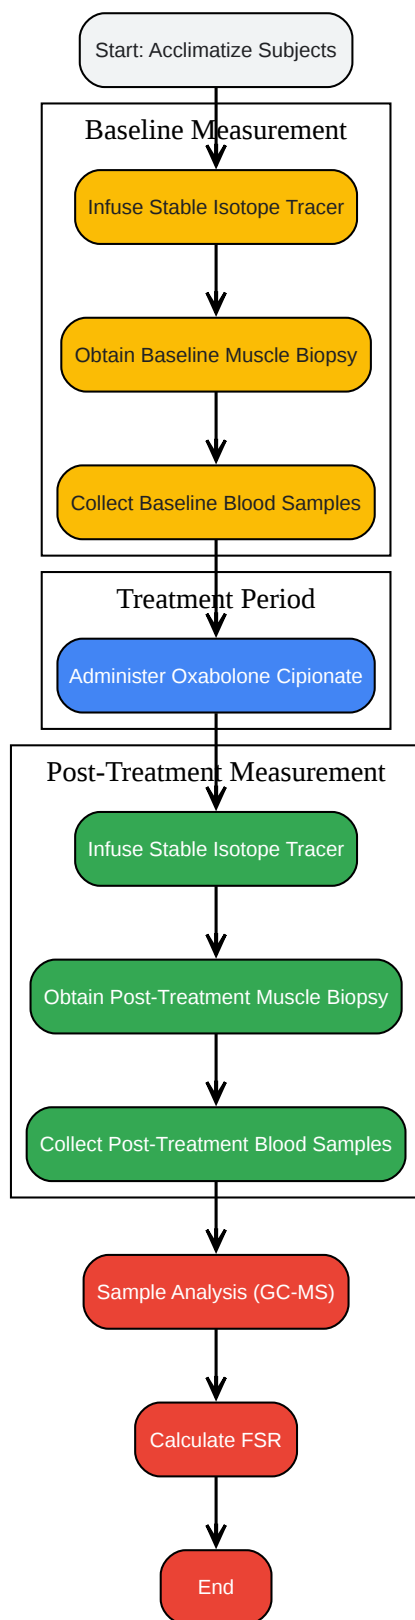 Start: Acclimatize Subjects
Baseline Measurement
Infuse Stable Isotope Tracer
Obtain Baseline Muscle Biopsy
Collect Baseline Blood Samples
Treatment Period
Administer Oxabolone Cipionate
Post-Treatment Measurement
Infuse Stable Isotope Tracer
Obtain Post-Treatment Muscle Biopsy
Collect Post-Treatment Blood Samples
Sample Analysis (GC-MS)
Calculate FSR
End